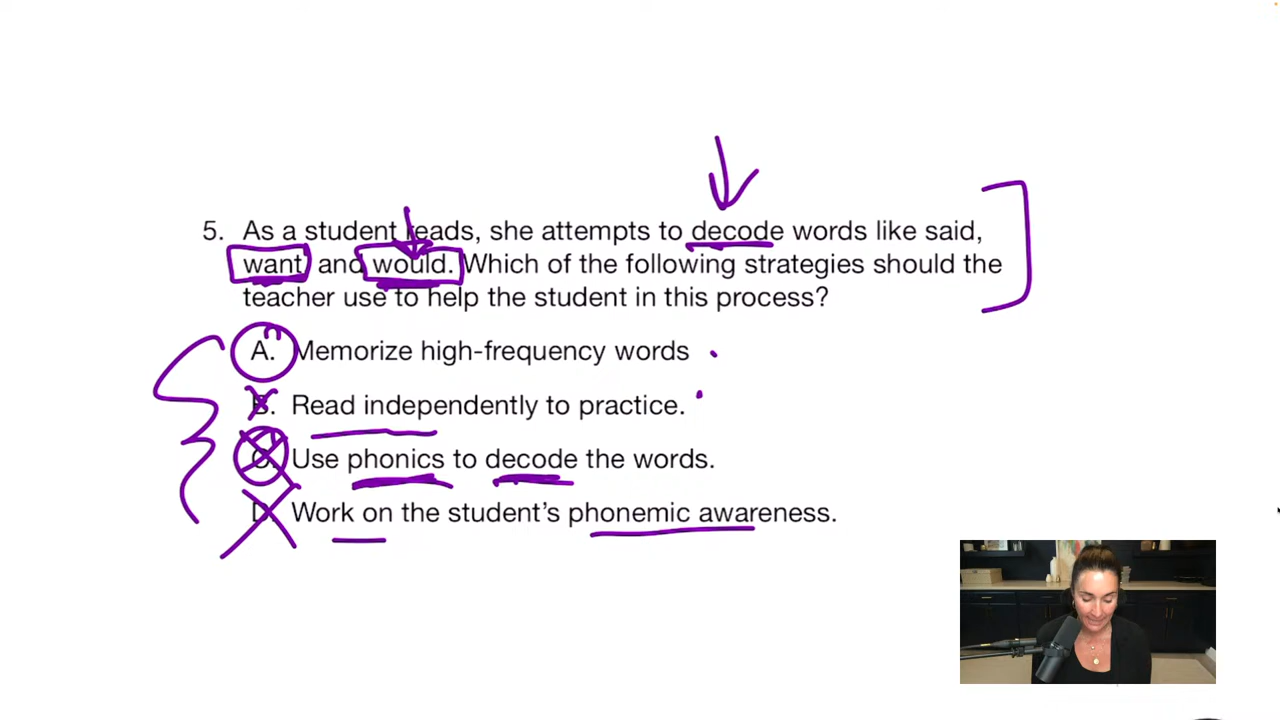 5. As a student reads, she attempts to decode words like said,
want and would. Which of the following strategies should the
teacher use to help the student in this process?
A. Memorize high-frequency words
B. Read independently to practice.
C. Use phonics to decode the words.
D. Work on the student's phonemic awareness.